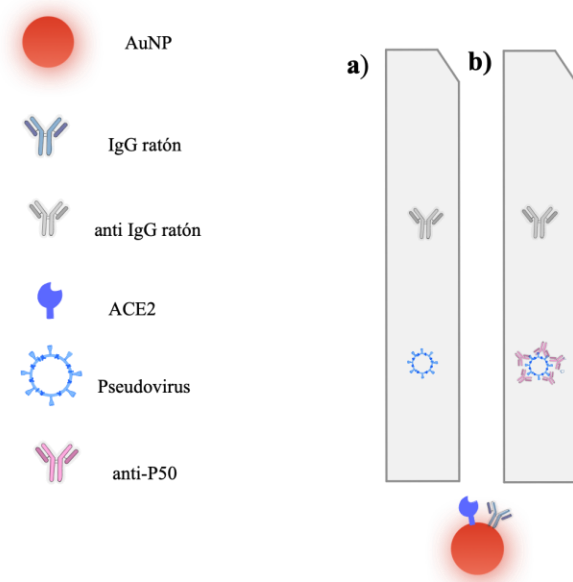 AuNP
a)
b)
IgG ratón
anti IgG ratón
ACE2
Pseudovirus
anti-P50